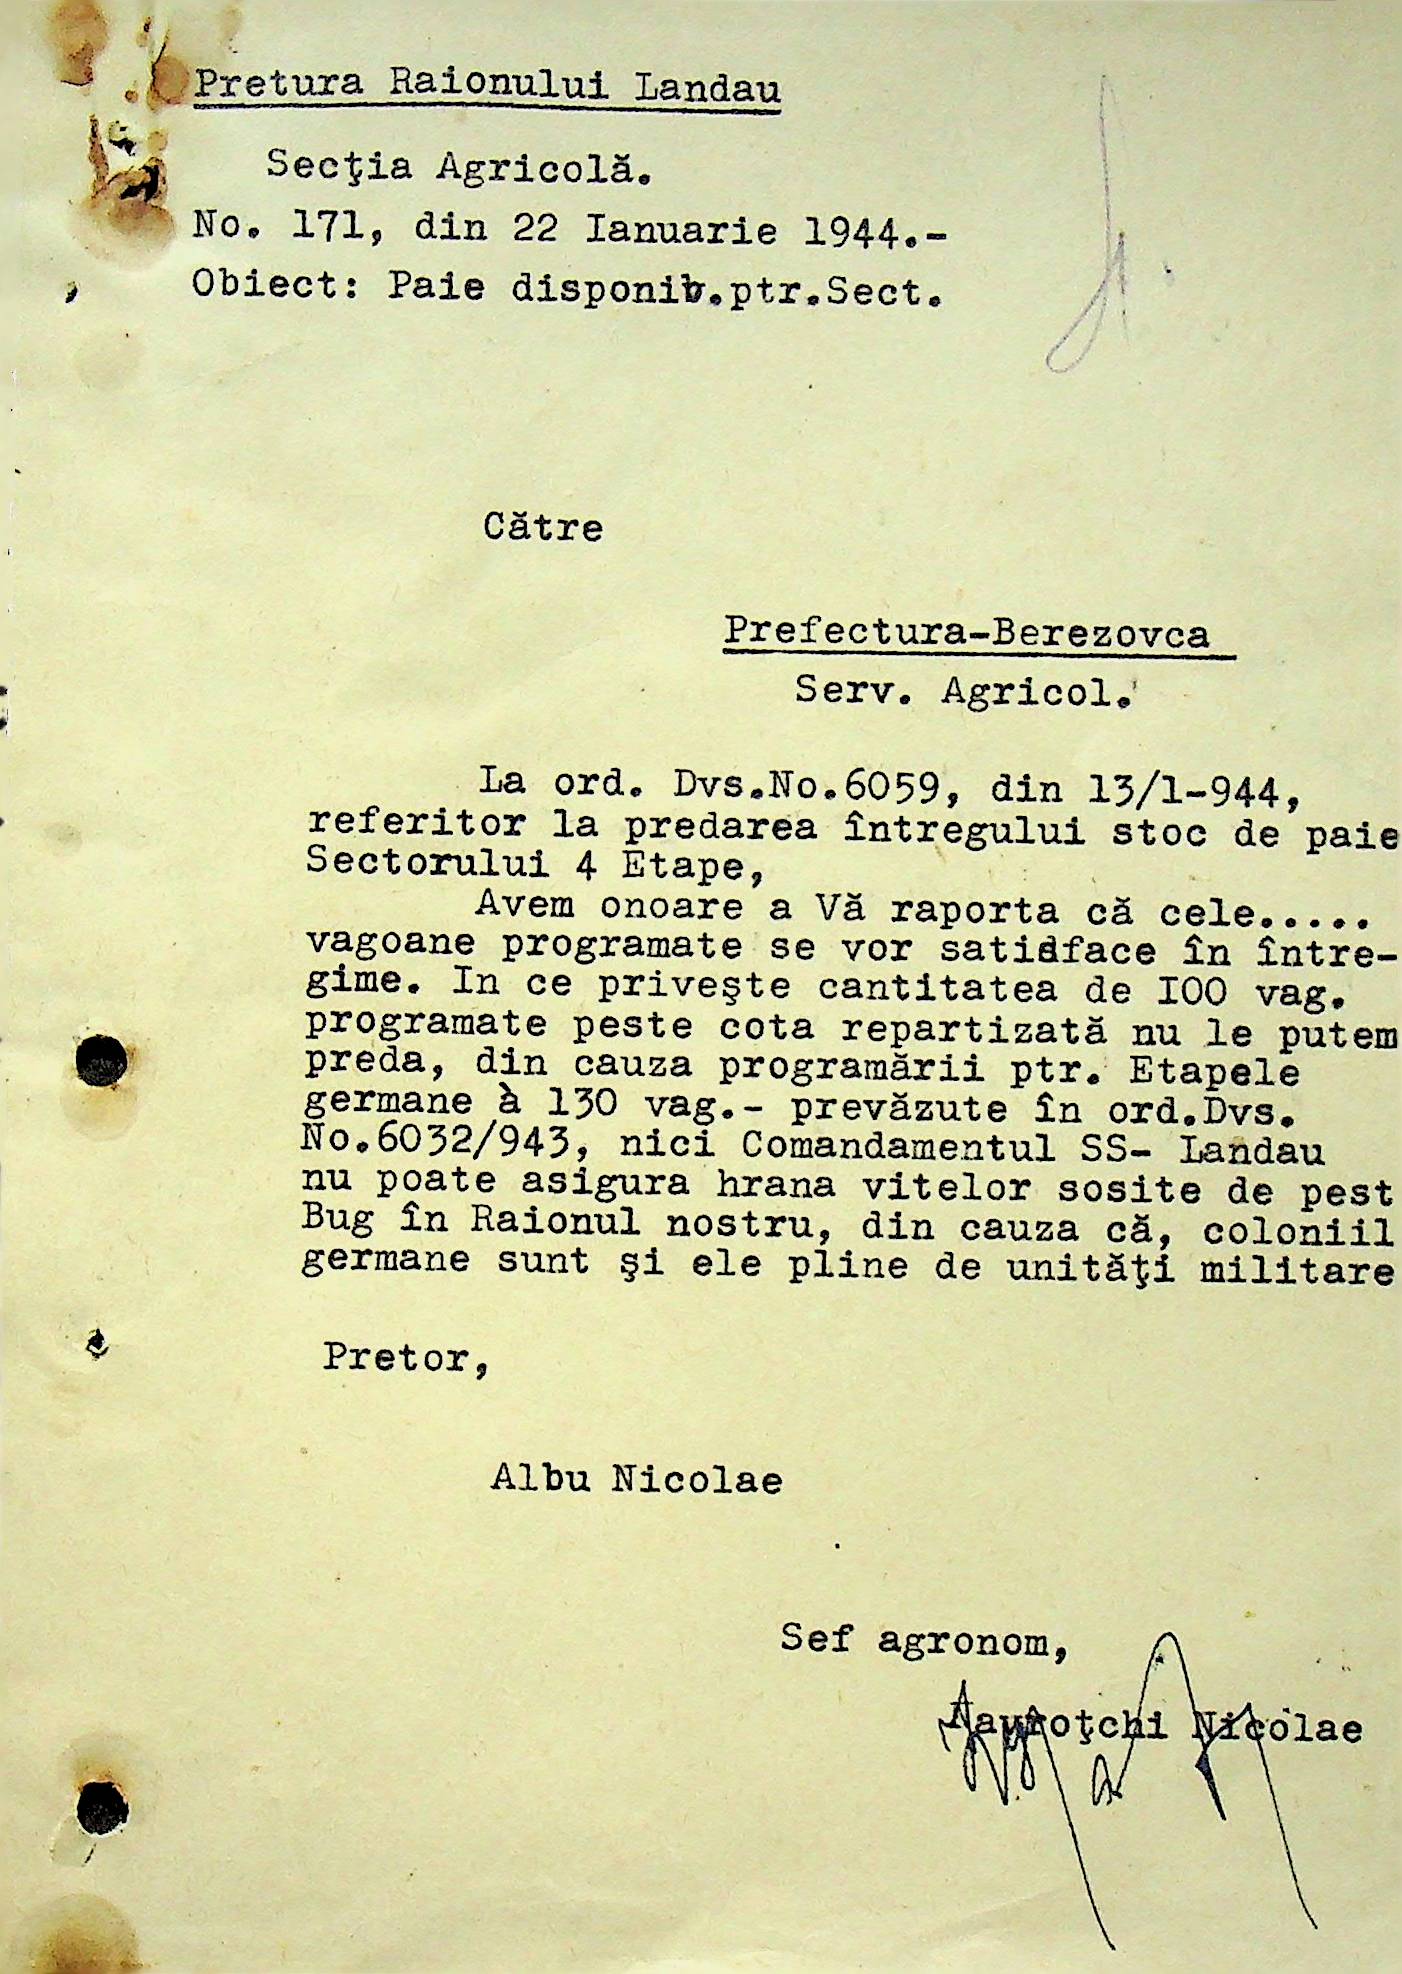 Pretura Raionului Landau
Secţia Agricolă.
No. 171, din 22 Ianuarie 1944.-
Obiect: Paie disponib.ptr.Sect.
Către
Prefectura-Berezovca
Serv. Agricol.
La ord. Dvs.No.6059, din 13/1-944,
referitor la predarea întregului stoc de paie
Sectorului 4 Etape,
Avem onoare a Vă raporta că cele.....
vagoane programate se vor satisface în între-
gime. In ce priveşte cantitatea de I00 vag.
programate peste cota repartizată nu le putem
preda, din cauza programării ptr. Etapele
germane à 130 vag.- prevăzute în ord.Dvs.
No.6032/943, nici Comandamentul SS- Landau
nu poate asigura hrana vitelor sosite de pest
Bug în Raionul nostru, din cauza că, coloniil
germane sunt şi ele pline de unităţi militare
Pretor,
Albu Nicolae
Sef agronom,
Navroţchi Nicolae